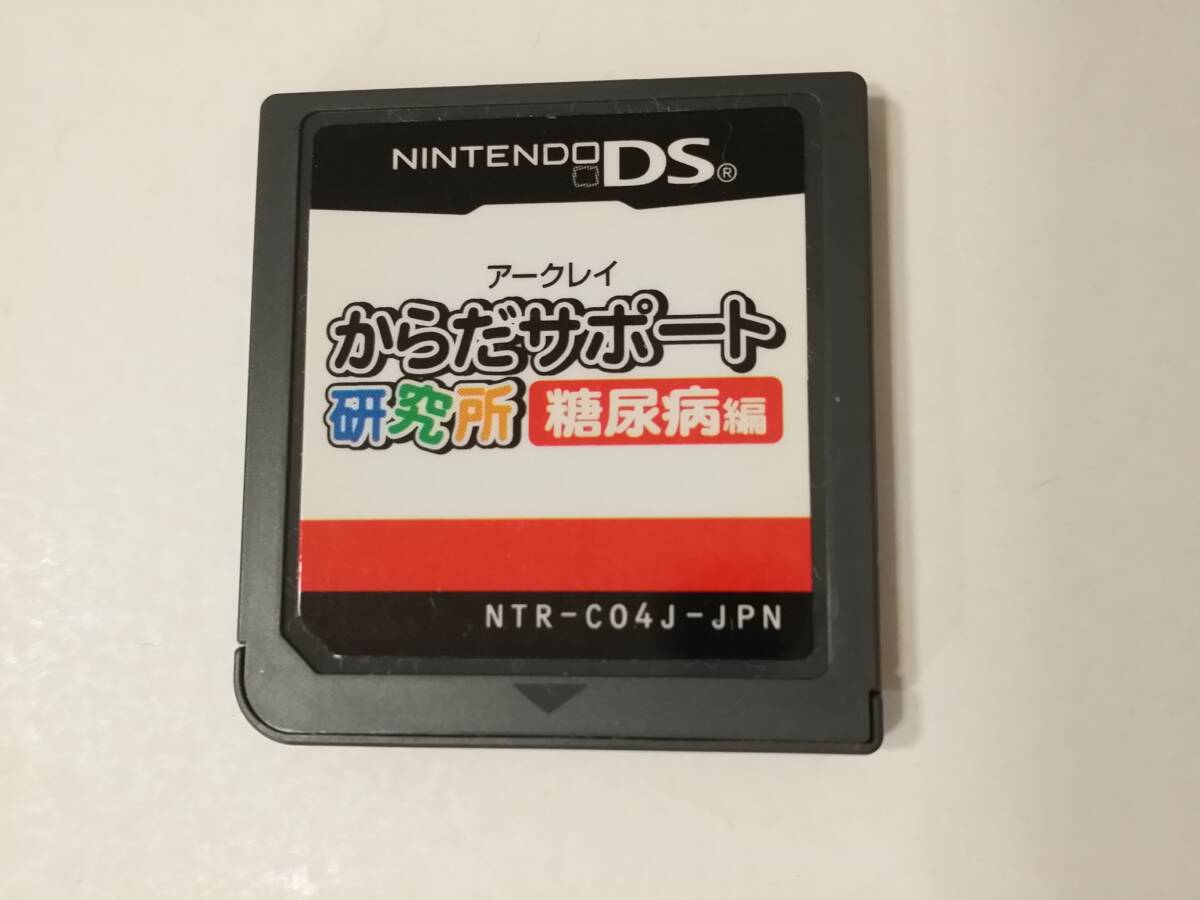 NINTENDO DS®
アークレイ
からだサポート
研究所 糖尿病編
NTR-C04J-JPN